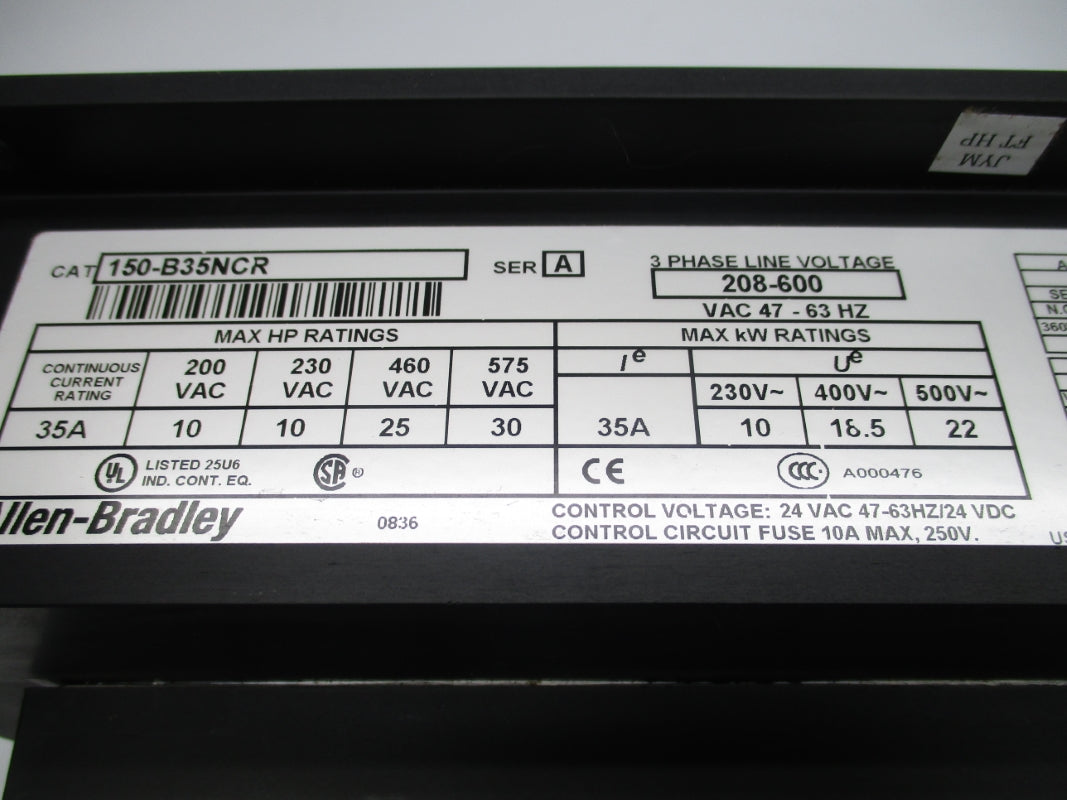 JYM
FT. HP
CAT 150-B35NCR SER A 3 PHASE LINE VOLTAGE
208-600
VAC 47 - 63 HZ
MAX HP RATINGS MAX kW RATINGS
CONTINUOUS CURRENT RATING 200 VAC 230 VAC 460 VAC 575 VAC Ie Ue
230V~ 400V~ 500V~
35A 10 10 25 30 35A 10 18.5 22
UL LISTED 25U6 SA ® CE CCC A000476
IND. CONT. EQ.
Allen-Bradley 0836 CONTROL VOLTAGE: 24 VAC 47-63HZ/24 VDC
CONTROL CIRCUIT FUSE 10A MAX, 250V.